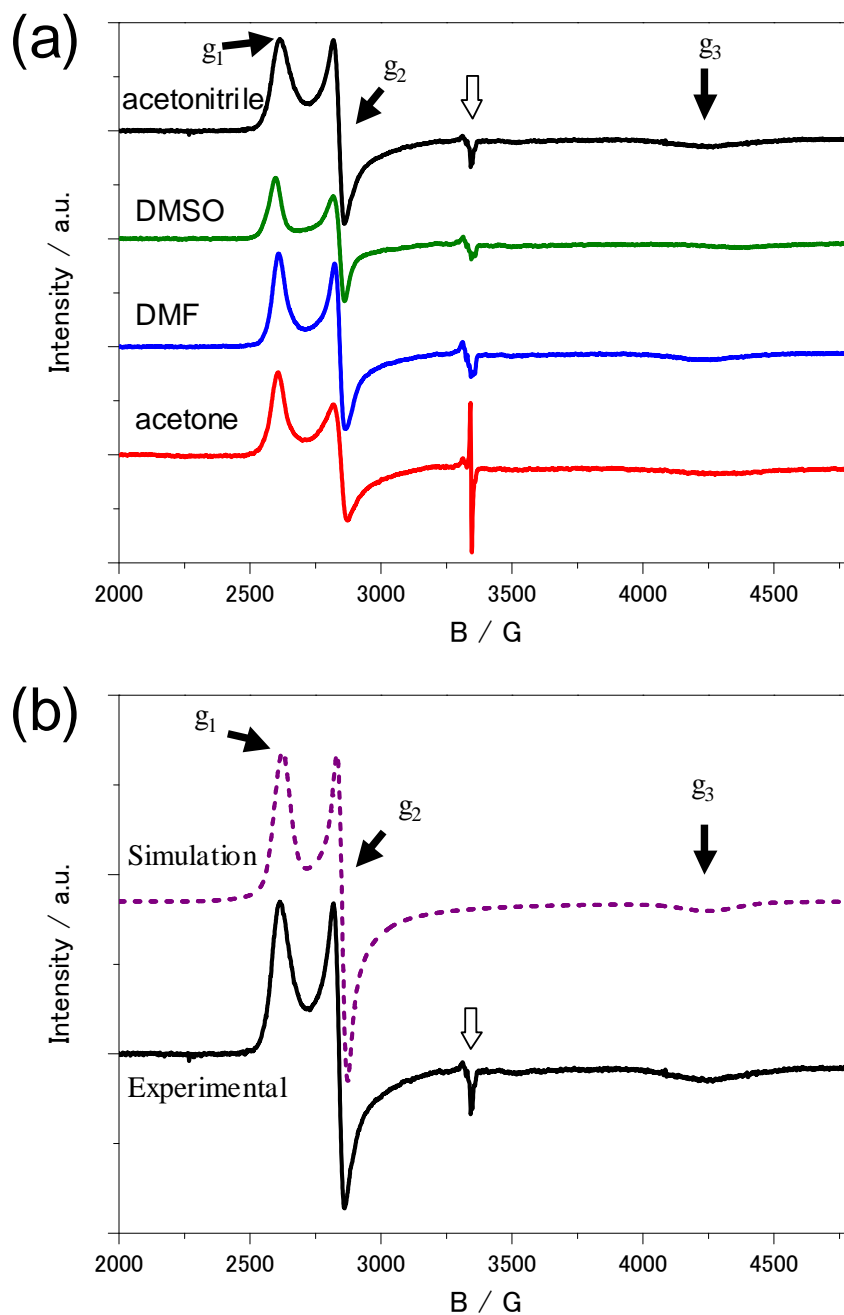 (a)
g1
g2
g3
acetonitrile
DMSO
DMF
acetone
Intensity / a.u.
2000 2500 3000 3500 4000 4500
B / G
(b)
g1
g2
g3
Simulation
Experimental
Intensity / a.u.
2000 2500 3000 3500 4000 4500
B / G